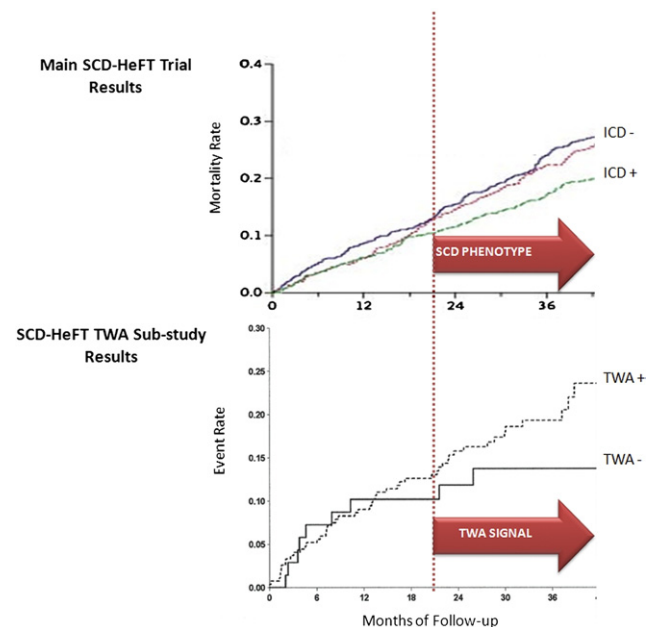 Main SCD-HeFT Trial
Results
Mortality Rate
0.4
0.3
0.2
0.1
0.0
0
12
24
36
ICD -
ICD +
SCD PHENOTYPE
SCD-HeFT TWA Sub-study
Results
Event Rate
0.30
0.25
0.20
0.15
0.10
0.05
0.00
0
6
12
18
24
30
36
TWA +
TWA -
TWA SIGNAL
Months of Follow-up